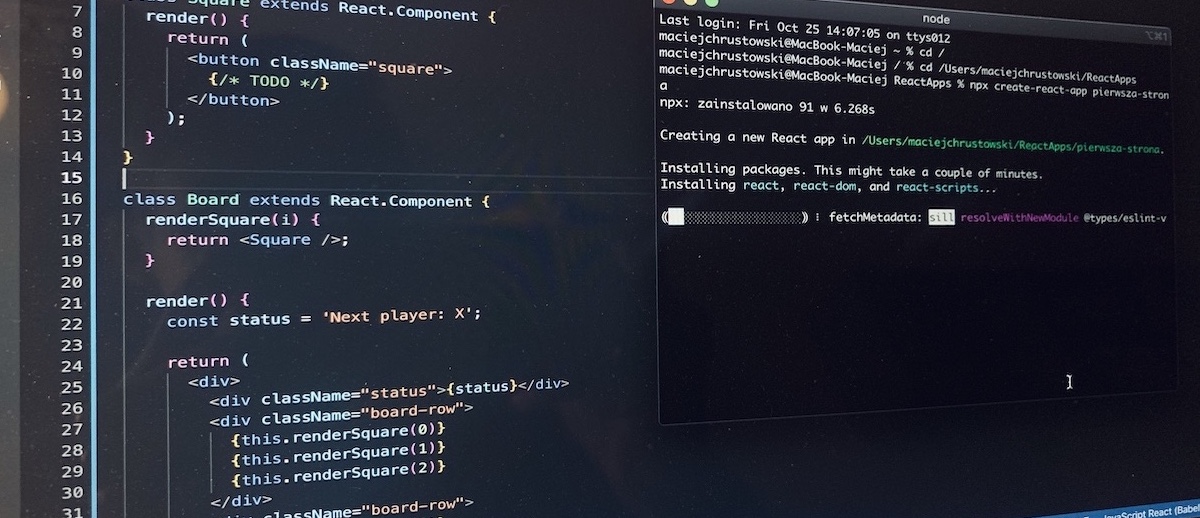 7
8
9
10
11
12
13
14
15
16
17
18
19
20
21
22
23
24
25
26
27
28
29
30
31
class Square extends React.Component {
render() {
return (
<button className="square">
{/* TODO */}
</button>
);
}
}
class Board extends React.Component {
renderSquare(i) {
return <Square />;
}
render() {
const status = 'Next player: X';
return (
<div>
<div className="status">{status}</div>
<div className="board-row">
{this.renderSquare(0)}
{this.renderSquare(1)}
{this.renderSquare(2)}
</div>
<div className="board-row">
node
⌥⌘1
Last login: Fri Oct 25 14:07:05 on ttys012
maciejchrustowski@MacBook-Maciej ~ % cd /
maciejchrustowski@MacBook-Maciej / % cd /Users/maciejchrustowski/ReactApps
maciejchrustowski@MacBook-Maciej ReactApps % npx create-react-app pierwsza-stron
a
npx: zainstalowano 91 w 6.268s
Creating a new React app in /Users/maciejchrustowski/ReactApps/pierwsza-strona.
Installing packages. This might take a couple of minutes.
Installing react, react-dom, and react-scripts...
⸨ ⸩ ⫶ fetchMetadata: sill resolveWithNewModule @types/eslint-v
JavaScript React (Babe